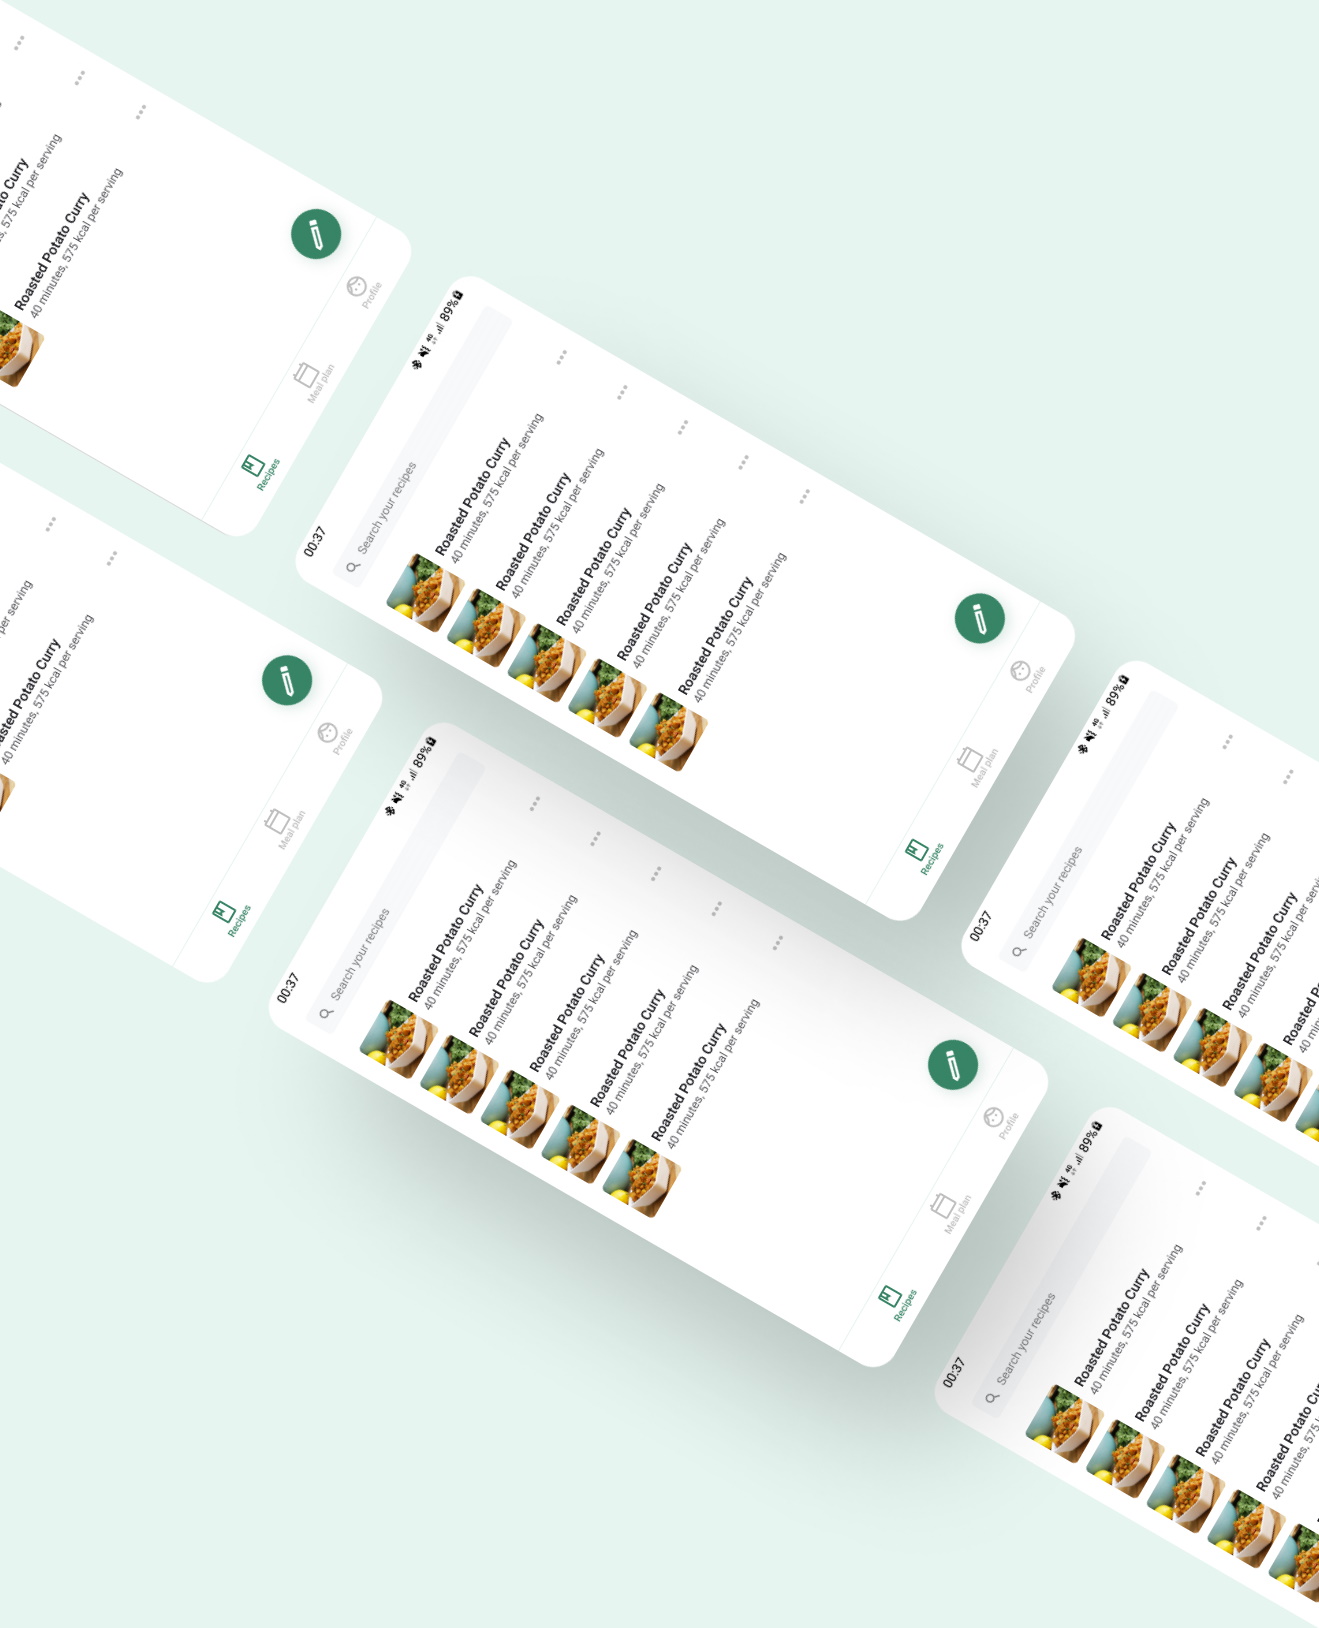 to Curry
s, 575 kcal per serving
Roasted Potato Curry
40 minutes, 575 kcal per serving
Recipes
Meal plan
Profile
00:37
4G
89%
Search your recipes
Roasted Potato Curry
40 minutes, 575 kcal per serving
Roasted Potato Curry
40 minutes, 575 kcal per serving
Roasted Potato Curry
40 minutes, 575 kcal per serving
Roasted Potato Curry
40 minutes, 575 kcal per serving
Roasted Potato Curry
40 minutes, 575 kcal per serving
Recipes
Meal plan
Profile
per serving
sted Potato Curry
40 minutes, 575 kcal per serving
Recipes
Meal plan
Profile
00:37
4G
89%
Search your recipes
Roasted Potato Curry
40 minutes, 575 kcal per serving
Roasted Potato Curry
40 minutes, 575 kcal per serving
Roasted Potato Curry
40 minutes, 575 kcal per serving
Roasted Potato Curry
40 minutes, 575 kcal per serving
Roasted Potato Curry
40 minutes, 575 kcal per serving
Recipes
Meal plan
Profile
00:37
4G
89%
Search your recipes
Roasted Potato Curry
40 minutes, 575 kcal per serving
Roasted Potato Curry
40 minutes, 575 kcal per serving
Roasted Potato Curry
40 minutes, 575 kcal per servin
Roasted P
40 min
00:37
4G
89%
Search your recipes
Roasted Potato Curry
40 minutes, 575 kcal per serving
Roasted Potato Curry
40 minutes, 575 kcal per serving
Roasted Potato Curry
40 minutes, 575 kcal per serving
Roasted Potato Cu
40 minutes, 575